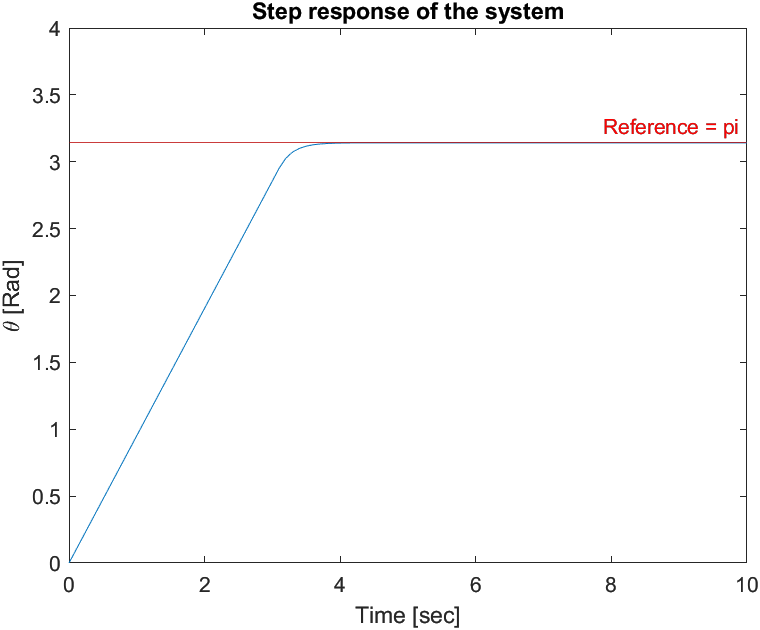 Step response of the system
4
3.5
3
2.5
2
1.5
1
0.5
0
θ [Rad]
Reference = pi
0 2 4 6 8 10
Time [sec]